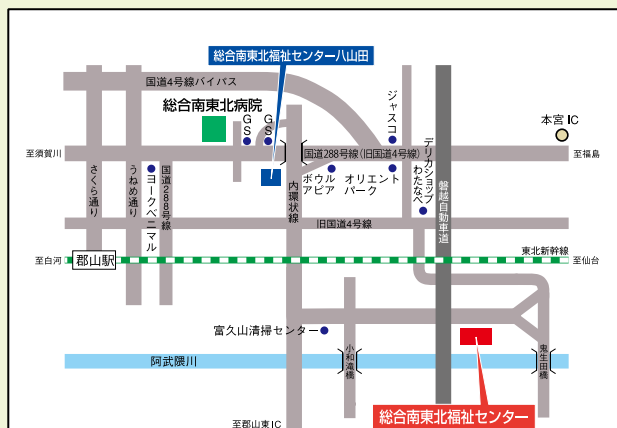 総合南東北福祉センター八山田
国道4号線バイパス
総合南東北病院
GS
GS
ジャスコ
本宮IC
至須賀川
国道288号線(旧国道4号線)
至福島
デリカショップ
わたなべ
さくら通り
うねめ通り
ヨークベニマル
国道288号
内環状線
ボウル
アピア
オリエント
パーク
磐越自動車道
旧国道4号線
東北新幹線
至白河
郡山駅
至仙台
富久山清掃センター
小和滝橋
鬼生田橋
阿武隈川
総合南東北福祉センター
至郡山東IC